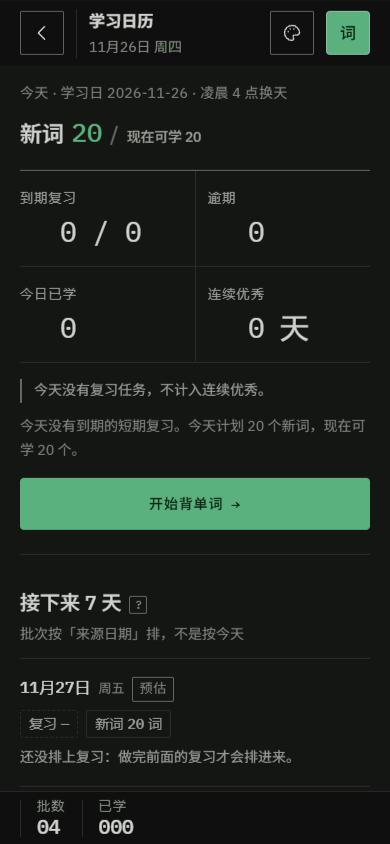 学习日历
11月26日 周四
词
今天 · 学习日 2026-11-26 · 凌晨 4 点换天
新词 20 / 现在可学 20
到期复习
0 / 0
逾期
0
今日已学
0
连续优秀
0 天
今天没有复习任务，不计入连续优秀。
今天没有到期的短期复习。今天计划 20 个新词，现在可
学 20 个。
开始背单词 →
接下来 7 天 ?
批次按「来源日期」排，不是按今天
11月27日 周五 预估
复习 — 新词 20 词
还没排上复习：做完前面的复习才会排进来。
批数
04
已学
000